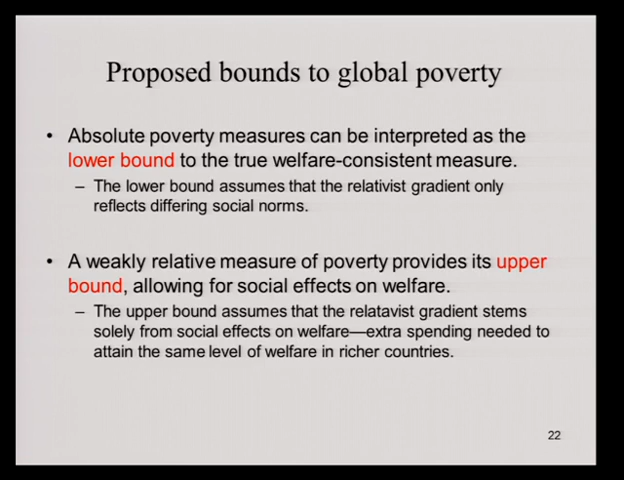 Proposed bounds to global poverty
• Absolute poverty measures can be interpreted as the
lower bound to the true welfare-consistent measure.
– The lower bound assumes that the relativist gradient only
reflects differing social norms.
• A weakly relative measure of poverty provides its upper
bound, allowing for social effects on welfare.
– The upper bound assumes that the relatavist gradient stems
solely from social effects on welfare—extra spending needed to
attain the same level of welfare in richer countries.
22